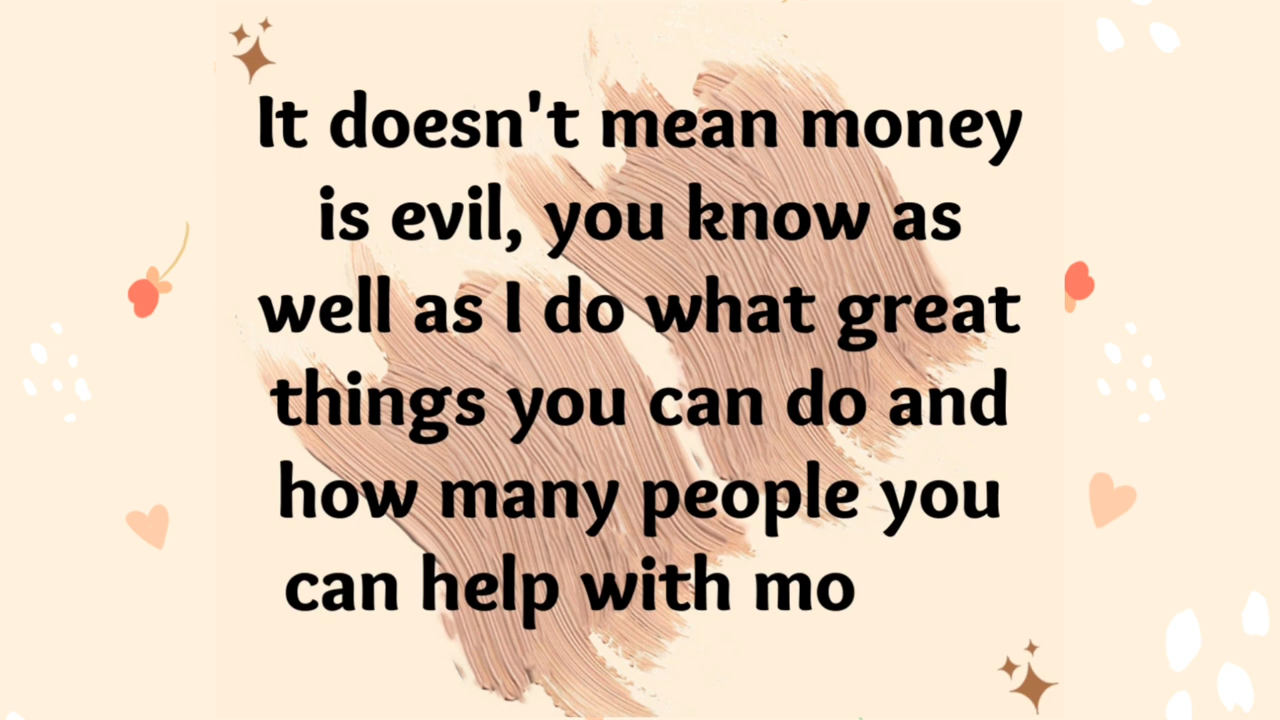 It doesn't mean money
is evil, you know as
well as I do what great
things you can do and
how many people you
can help with mo